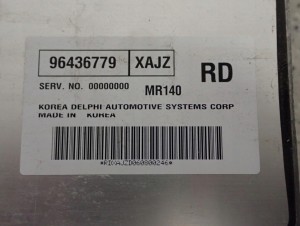 96436779 XAJZ RD
SERV. NO. 00000000 MR140
KOREA DELPHI AUTOMOTIVE SYSTEMS CORP
MADE IN KOREA